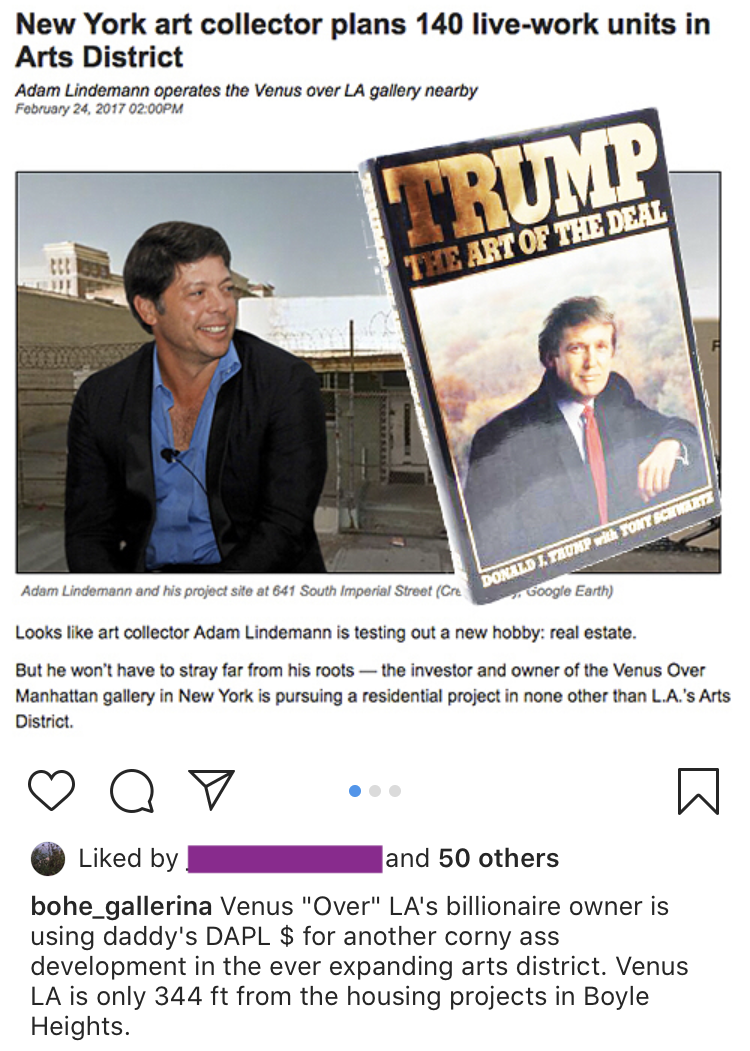 New York art collector plans 140 live-work units in
Arts District
Adam Lindemann operates the Venus over LA gallery nearby
February 24, 2017 02:00PM
TRUMP
THE ART OF THE DEAL
DONALD J. TRUMP with TONY SCHWARTZ
Adam Lindemann and his project site at 641 South Imperial Street (Cre , Google Earth)
Looks like art collector Adam Lindemann is testing out a new hobby: real estate.
But he won't have to stray far from his roots — the investor and owner of the Venus Over
Manhattan gallery in New York is pursuing a residential project in none other than L.A.'s Arts
District.
Liked by and 50 others
bohe_gallerina Venus "Over" LA's billionaire owner is
using daddy's DAPL $ for another corny ass
development in the ever expanding arts district. Venus
LA is only 344 ft from the housing projects in Boyle
Heights.